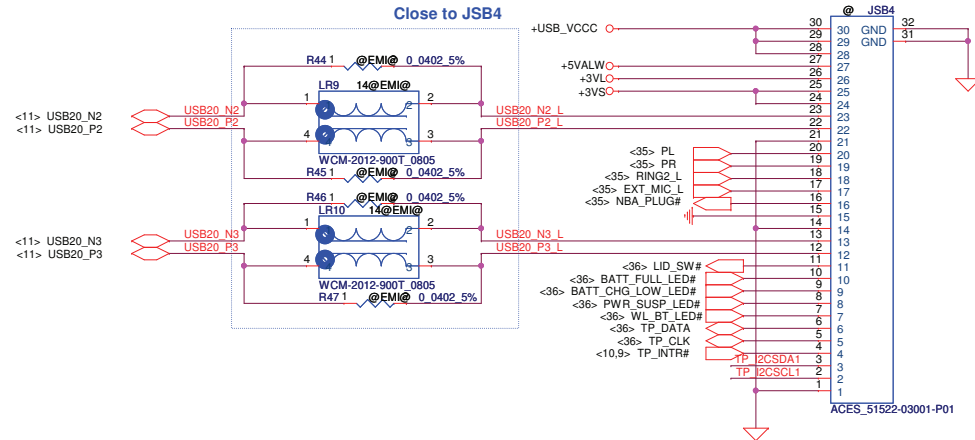 Close to JSB4
@ JSB4
R44 1 @EMI@ 0_0402_5%
LR9 14@EMI@
1 2
4 3 3
WCM-2012-900T_0805
R45 1 @EMI@ 0_0402_5%
<11> USB20_N2 USB20_N2 USB20_N2_L
<11> USB20_P2 USB20_P2 USB20_P2_L
R46 1 @EMI@ 0_0402_5%
LR10 14@EMI@
1 2
4 3 3
WCM-2012-900T_0805
R47 1 @EMI@ 0_0402_5%
<11> USB20_N3 USB20_N3 USB20_N3_L
<11> USB20_P3 USB20_P3 USB20_P3_L
+USB_VCCC
+5VALW
+3VL
+3VS
<35> PL
<35> PR
<35> RING2_L
<35> EXT_MIC_L
<35> NBA_PLUG#
<36> LID_SW#
<36> BATT_FULL_LED#
<36> BATT_CHG_LOW_LED#
<36> PWR_SUSP_LED#
<36> WL_BT_LED#
<36> TP_DATA
<36> TP_CLK
<10,9> TP_INTR#
TP_I2CSDA1
TP_I2CSCL1
30 30 GND 32
29 29 GND 31
28 28
27 27
26 26
25 25
24 24
23 23
22 22
21 21
20 20
19 19
18 18
17 17
16 16
15 15
14 14
13 13
12 12
11 11
10 10
9 9
8 8
7 7
6 6
5 5
4 4
3 3
2 2
1 1
ACES_51522-03001-P01